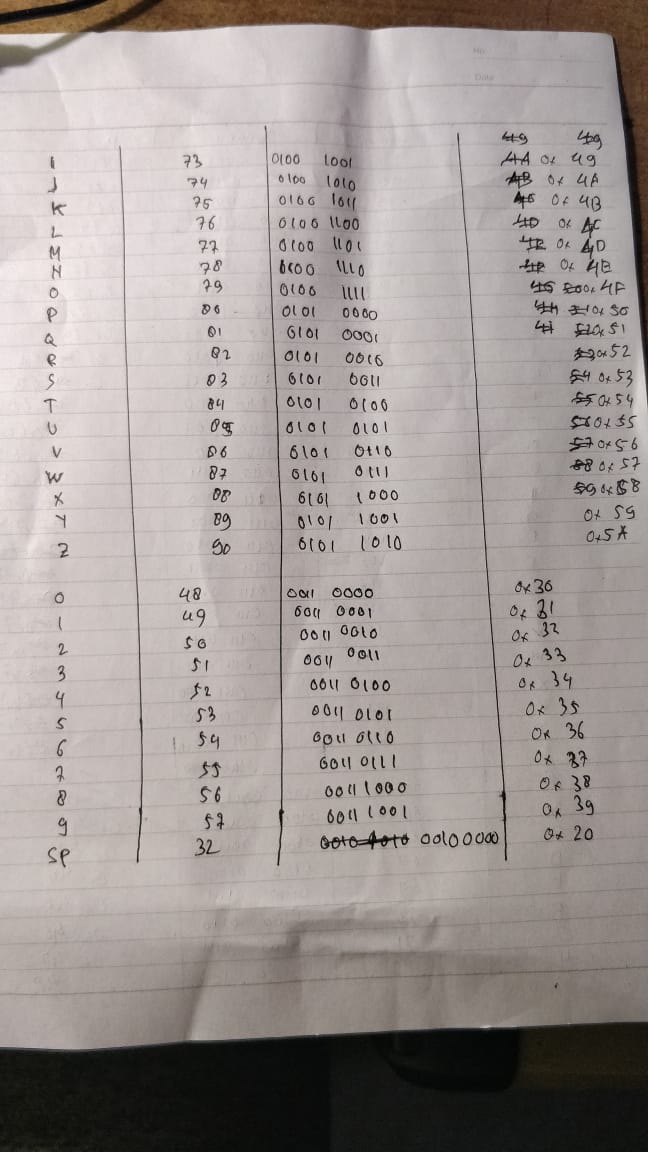 No
Date
49 49
I 73 0100 1001 4A 0x 49
J 74 0100 1010 4B 0x 4A
K 75 0100 1011 4C 0x 4B
L 76 0100 1100 4D 0x 4C
M 77 0100 1101 4E 0x 4D
N 78 0100 1110 4F 0x 4E
O 79 0100 1111 0x 4F
P 80 0101 0000 0x 50
Q 81 0101 0001 0x 51
R 82 0101 0010 53 0x 52
S 83 0101 0011 54 0x 53
T 84 0101 0100 55 0x 54
U 85 0101 0101 56 0x 55
V 86 0101 0110 57 0x 56
W 87 0101 0111 58 0x 57
X 88 0101 1000 59 0x 58
Y 89 0101 1001 0x 59
Z 90 0101 1010 0x5A
0 48 0011 0000 0x 30
1 49 0011 0001 0x 31
2 50 0011 0010 0x 32
3 51 0011 0011 0x 33
4 52 0011 0100 0x 34
5 53 0011 0101 0x 35
6 54 0011 0110 0x 36
7 55 0011 0111 0x 37
8 56 0011 1000 0x 38
9 57 0011 1001 0x 39
SP 32 0010 1010 00100000 0x 20